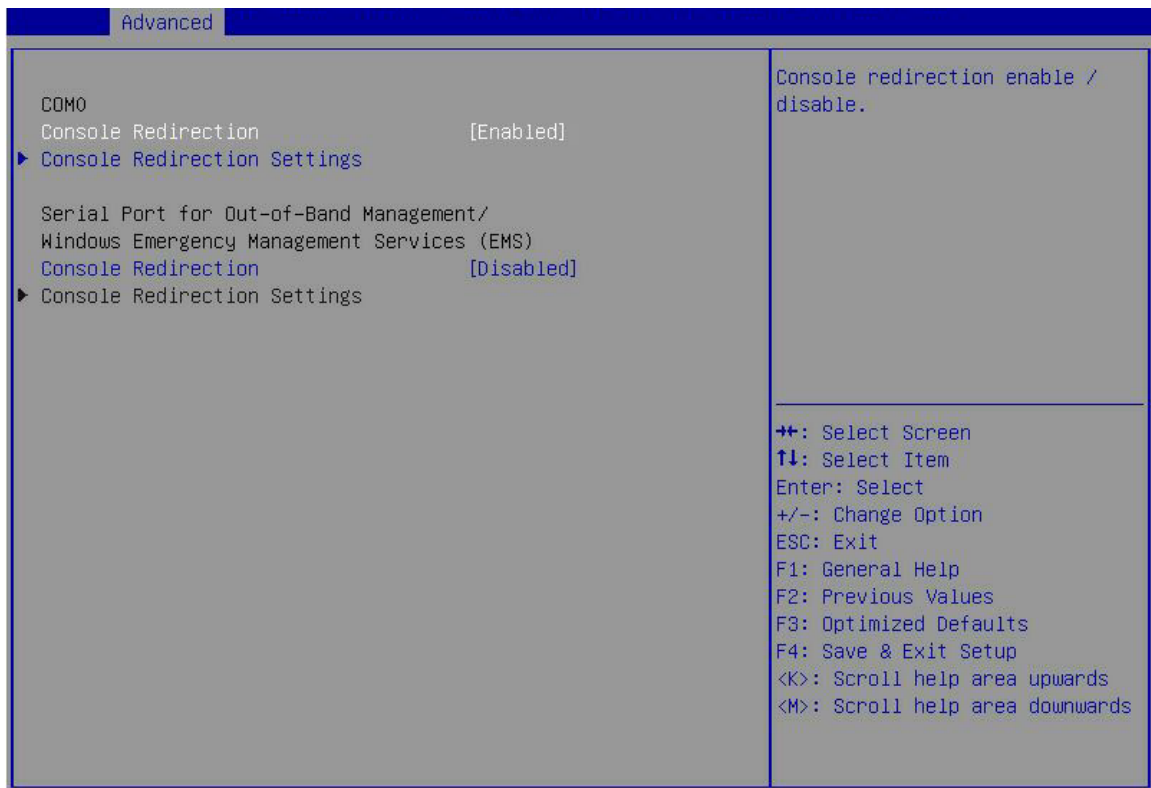 Advanced
COM0
Console Redirection [Enabled]
Console Redirection Settings
Serial Port for Out-of-Band Management/
Windows Emergency Management Services (EMS)
Console Redirection [Disabled]
Console Redirection Settings
Console redirection enable /
disable.
→←: Select Screen
↑↓: Select Item
Enter: Select
+/-: Change Option
ESC: Exit
F1: General Help
F2: Previous Values
F3: Optimized Defaults
F4: Save & Exit Setup
<K>: Scroll help area upwards
<M>: Scroll help area downwards